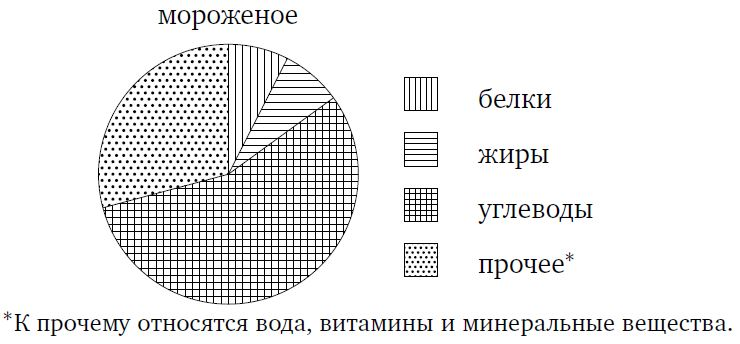 мороженое
белки
жиры
углеводы
прочее*
*К прочему относятся вода, витамины и минеральные вещества.